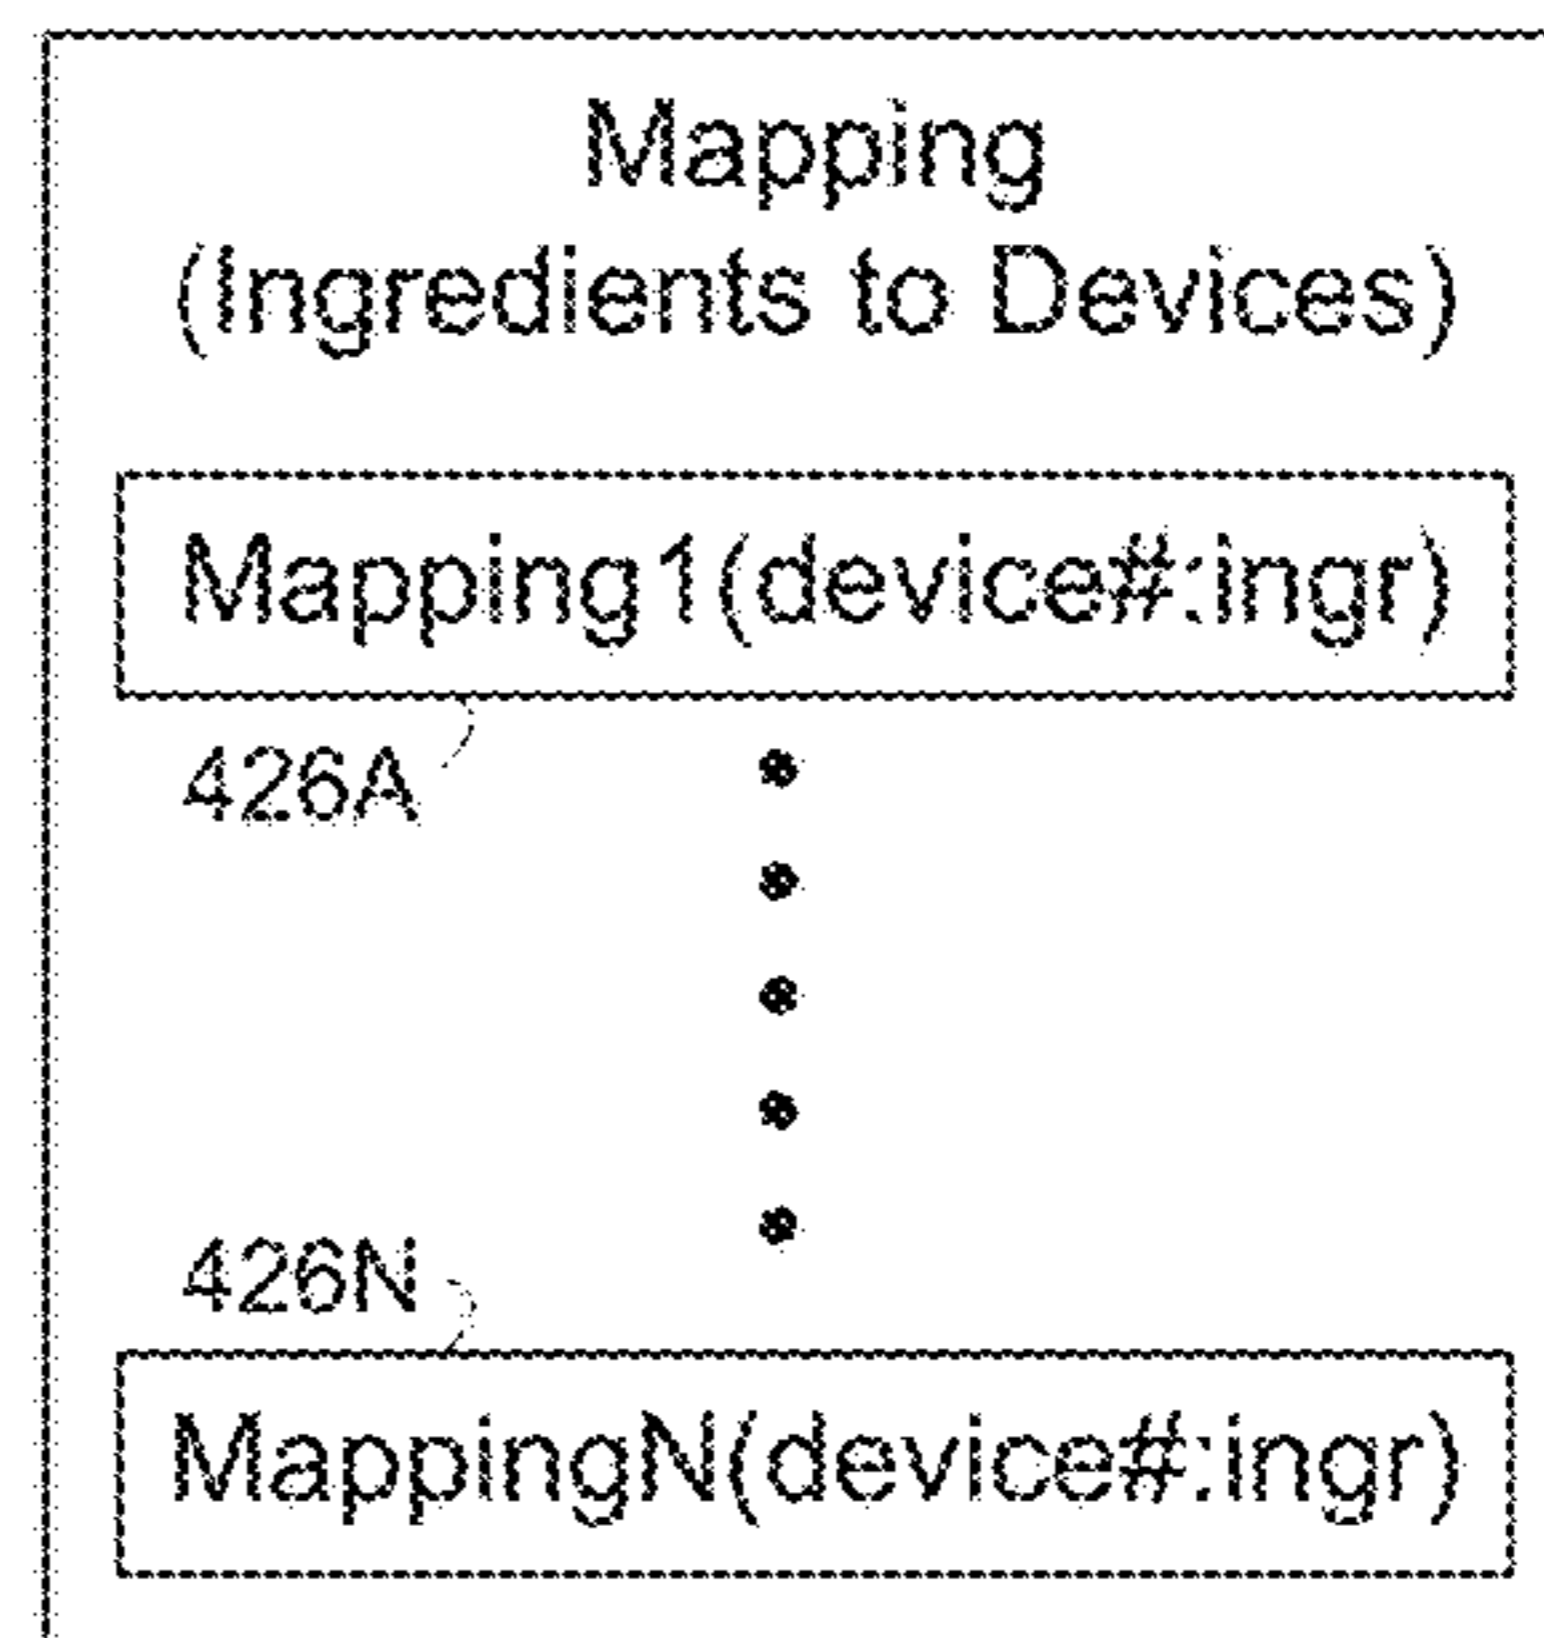 Mapping
(Ingredients to Devices)
Mapping1(device#:ingr)
426A
426N
MappingN(device#:ingr)